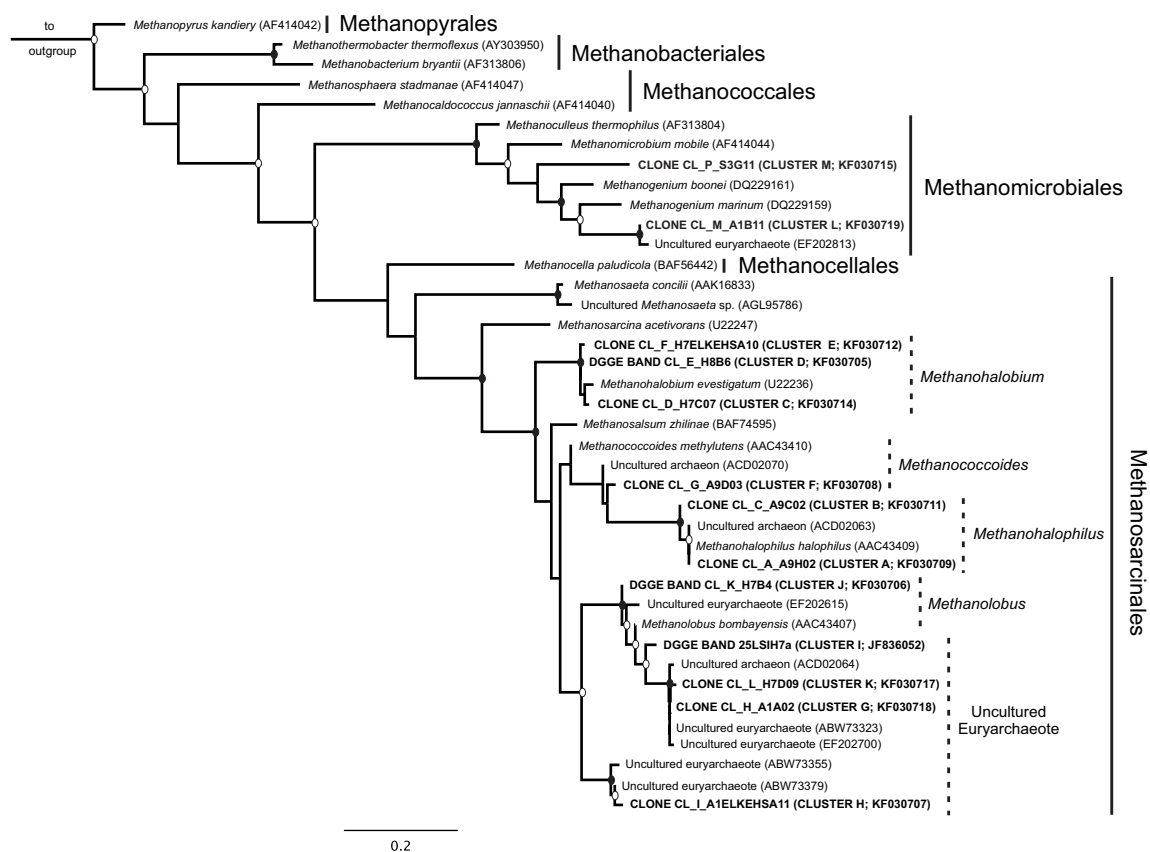 to
outgroup
Methanopyrus kandiery (AF414042)
Methanopyrales
Methanothermobacter thermoflexus (AY303950)
Methanobacterium bryantii (AF313806)
Methanobacteriales
Methanosphaera stadmanae (AF414047)
Methanocaldococcus jannaschii (AF414040)
Methanococcales
Methanoculleus thermophilus (AF313804)
Methanomicrobium mobile (AF414044)
CLONE CL_P_S3G11 (CLUSTER M; KF030715)
Methanogenium boonei (DQ229161)
Methanogenium marinum (DQ229159)
CLONE CL_M_A1B11 (CLUSTER L; KF030719)
Uncultured euryarchaeote (EF202813)
Methanomicrobiales
Methanocella paludicola (BAF56442)
Methanocellales
Methanosaeta concilii (AAK16833)
Uncultured Methanosaeta sp. (AGL95786)
Methanosarcina acetivorans (U22247)
CLONE CL_F_H7ELKEHSA10 (CLUSTER E; KF030712)
DGGE BAND CL_E_H8B6 (CLUSTER D; KF030705)
Methanohalobium evestigatum (U22236)
CLONE CL_D_H7C07 (CLUSTER C; KF030714)
Methanohalobium
Methanosalsum zhilinae (BAF74595)
Methanococcoides methylutens (AAC43410)
Uncultured archaeon (ACD02070)
CLONE CL_G_A9D03 (CLUSTER F; KF030708)
Methanococcoides
CLONE CL_C_A9C02 (CLUSTER B; KF030711)
Uncultured archaeon (ACD02063)
Methanohalophilus halophilus (AAC43409)
CLONE CL_A_A9H02 (CLUSTER A; KF030709)
Methanohalophilus
DGGE BAND CL_K_H7B4 (CLUSTER J; KF030706)
Uncultured euryarchaeote (EF202615)
Methanolobus bombayensis (AAC43407)
Methanolobus
DGGE BAND 25LSIH7a (CLUSTER I; JF836052)
Uncultured archaeon (ACD02064)
CLONE CL_L_H7D09 (CLUSTER K; KF030717)
CLONE CL_H_A1A02 (CLUSTER G; KF030718)
Uncultured euryarchaeote (ABW73323)
Uncultured euryarchaeote (EF202700)
Uncultured euryarchaeote (ABW73355)
Uncultured euryarchaeote (ABW73379)
CLONE CL_I_A1ELKEHSA11 (CLUSTER H; KF030707)
Uncultured
Euryarchaeote
Methanosarcinales
0.2